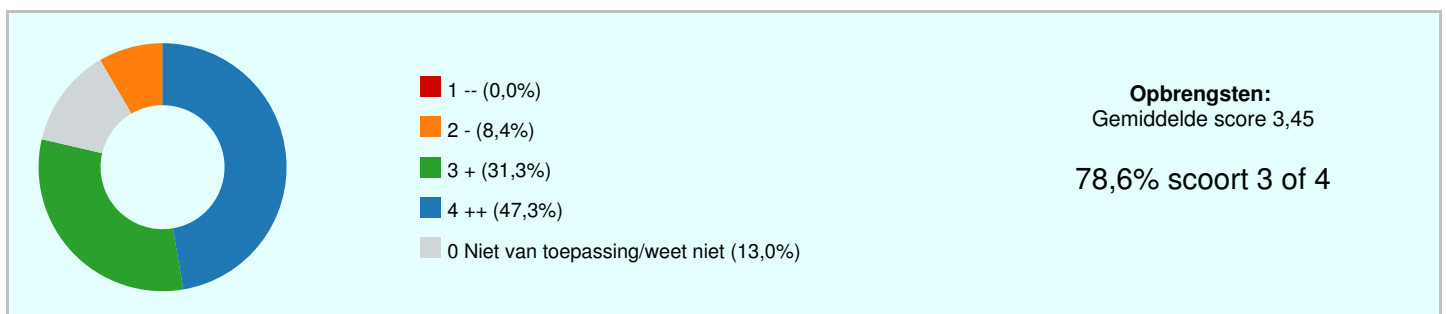 1 -- (0,0%)
2 - (8,4%)
3 + (31,3%)
4 ++ (47,3%)
0 Niet van toepassing/weet niet (13,0%)
Opbrengsten:
Gemiddelde score 3,45
78,6% scoort 3 of 4